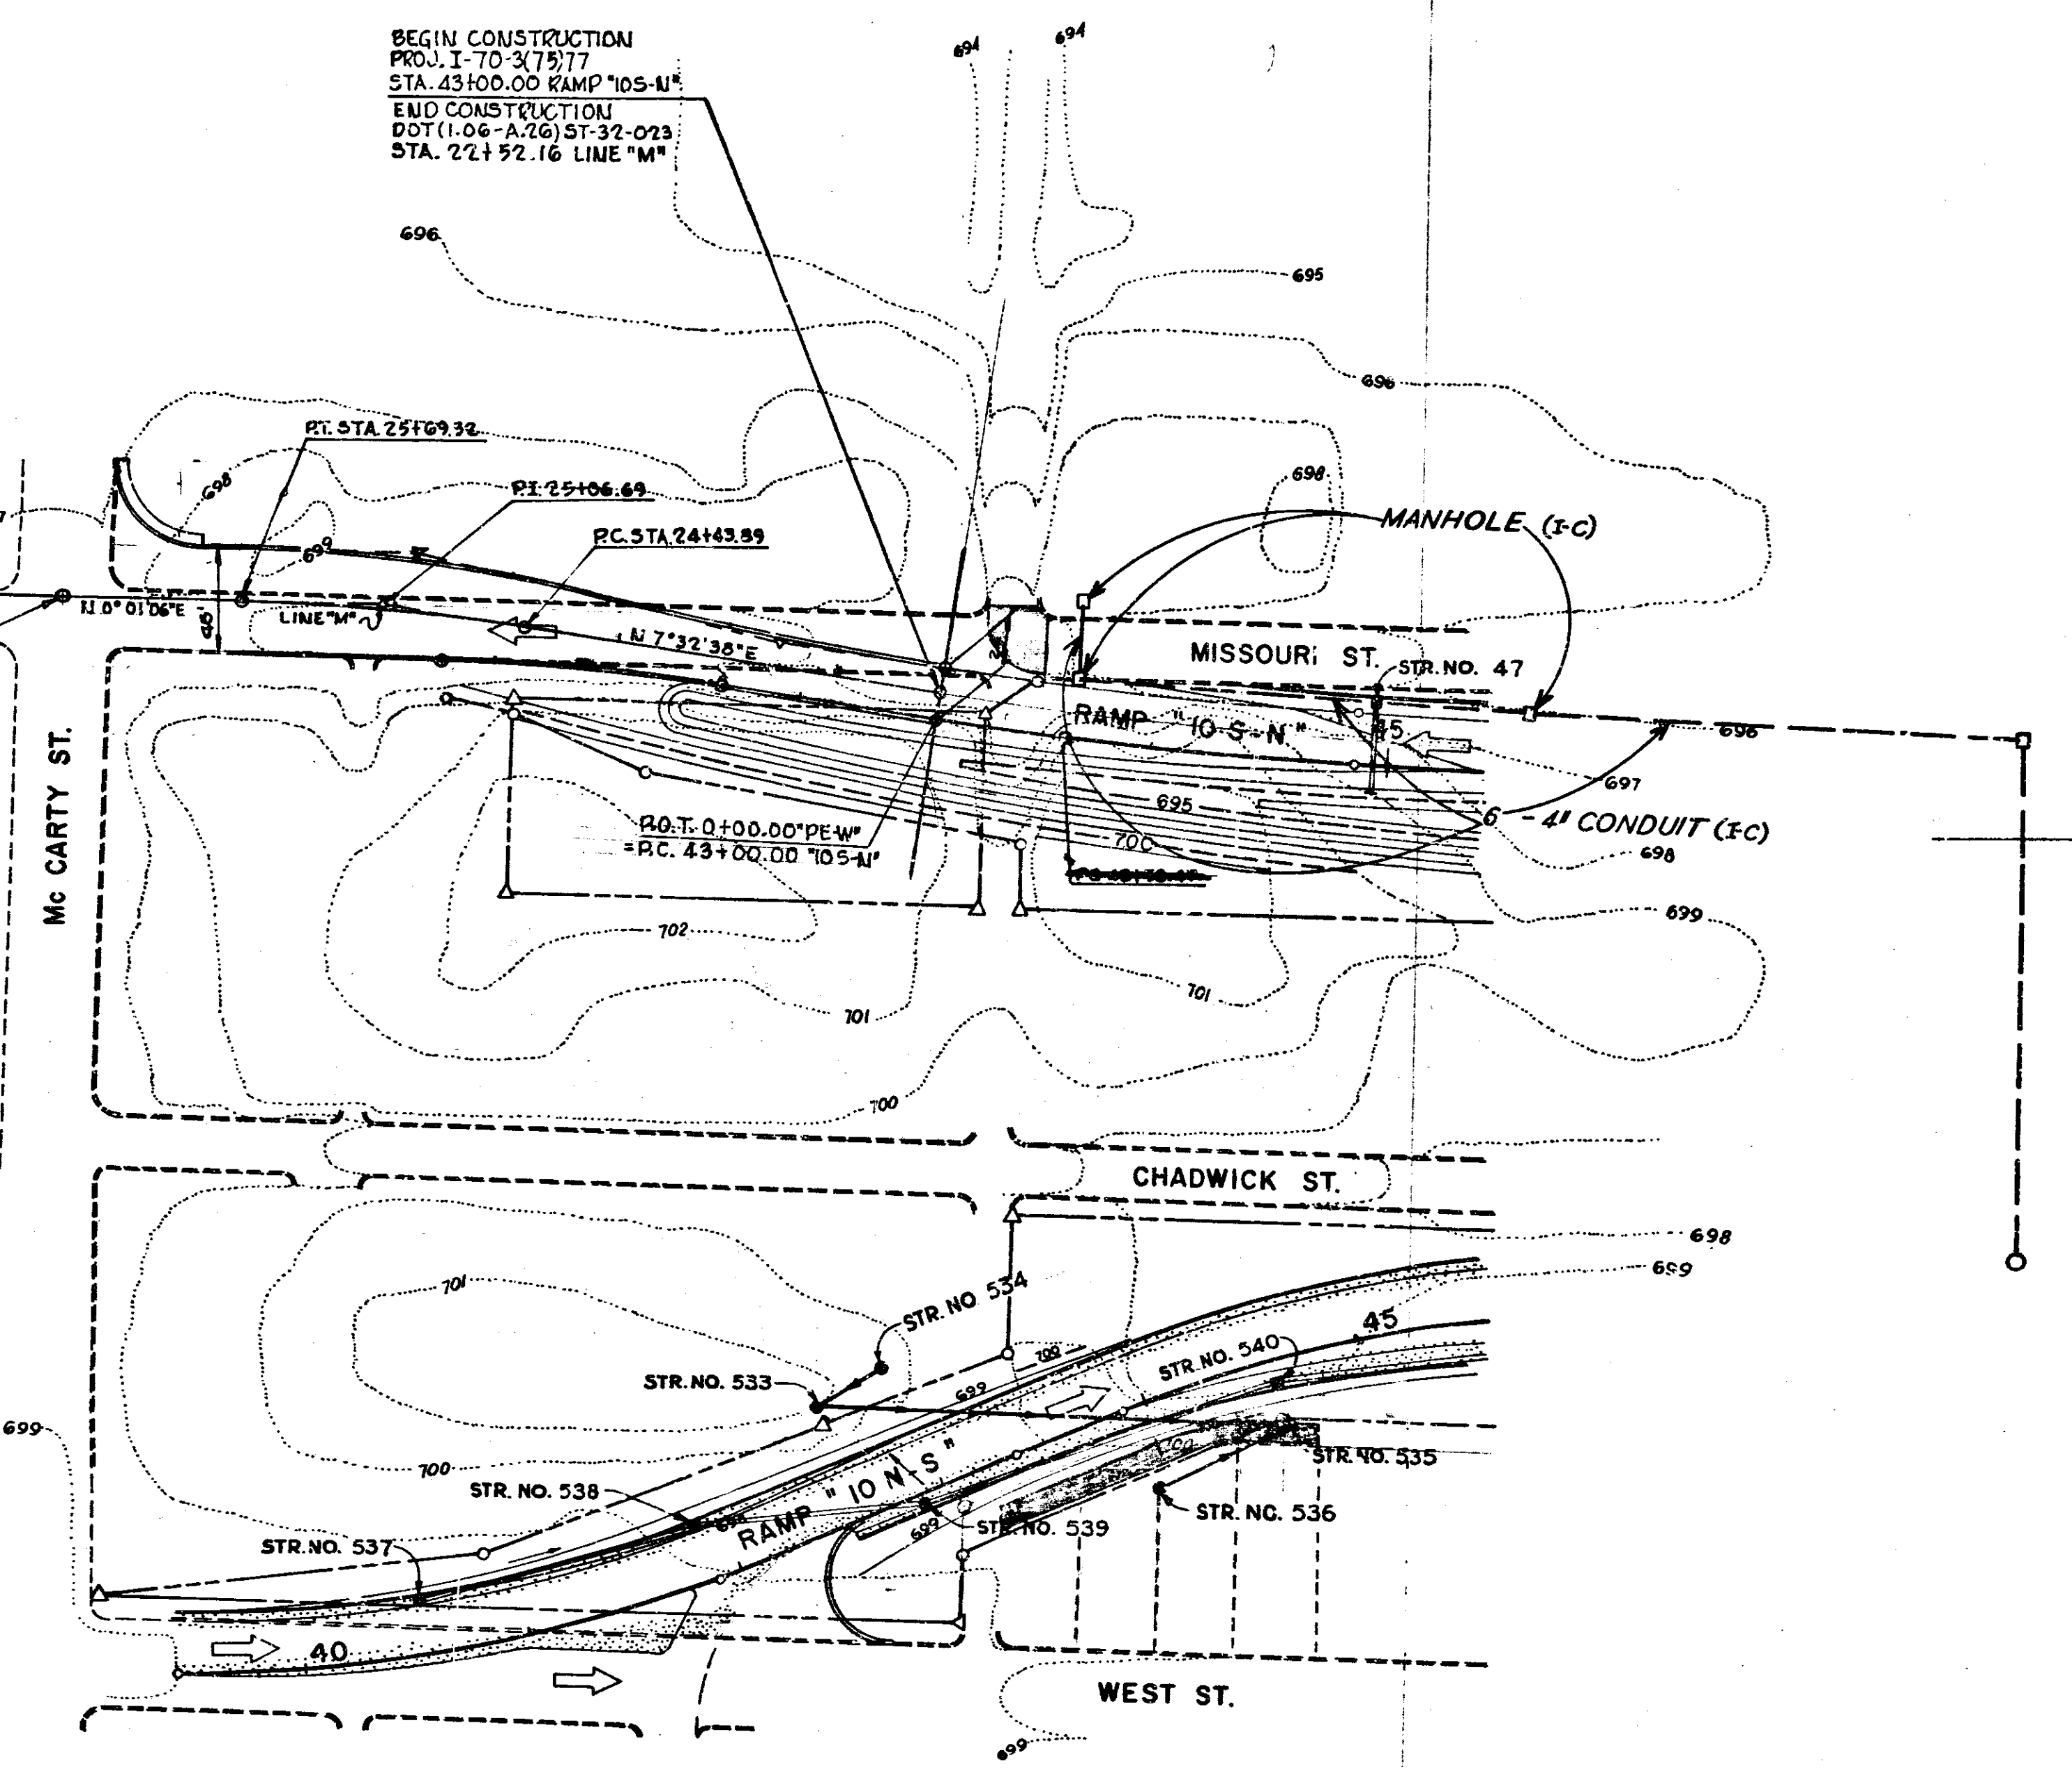 BEGIN CONSTRUCTION
PROJ. I-70-3(75)77
STA. 43+00.00 RAMP "10S-N"
END CONSTRUCTION
DOT(1.06-A.26)ST-32-023
STA. 22+52.16 LINE "M"
694
694
696
695
696
P.T. STA. 25+69.32
698
P.I. 25+06.69
698
MANHOLE (I-C)
P.C. STA. 24+43.89
699
N.0°01'06"E
48'
LINE "M"
N 7°32'38"E
MISSOURI ST.
STR. NO. 47
RAMP "10 S-N"
45
696
697
Mc CARTY ST.
695
6 - 4" CONDUIT (I-C)
P.O.T. 0+00.00 "PE-W"
= P.C. 43+00.00 "10 S-N"
700
698
699
702
701
701
700
CHADWICK ST.
698
699
701
STR. NO. 534
45
700
STR. NO. 540
STR. NO. 533
699
699
700
700
STR. NO. 535
STR. NO. 538
RAMP "10 N-S"
698
STR. NO. 536
699
STR. NO. 539
STR. NO. 537
40
WEST ST.
699